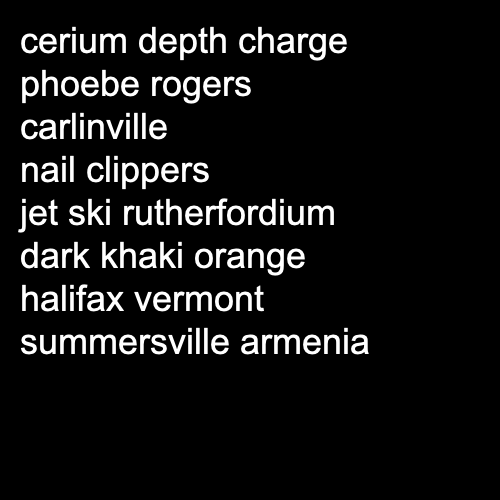 cerium depth charge
phoebe rogers
carlinville
nail clippers
jet ski rutherfordium
dark khaki orange
halifax vermont
summersville armenia